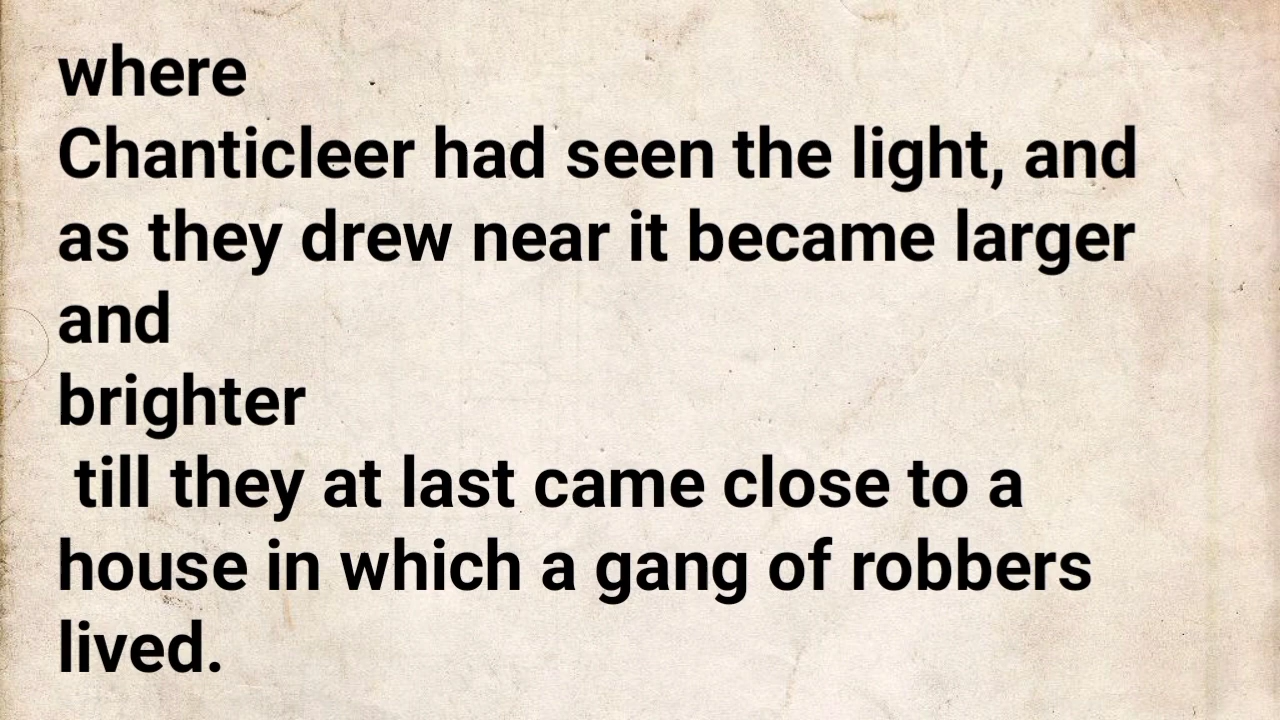 where
Chanticleer had seen the light, and
as they drew near it became larger
and
brighter
till they at last came close to a
house in which a gang of robbers
lived.